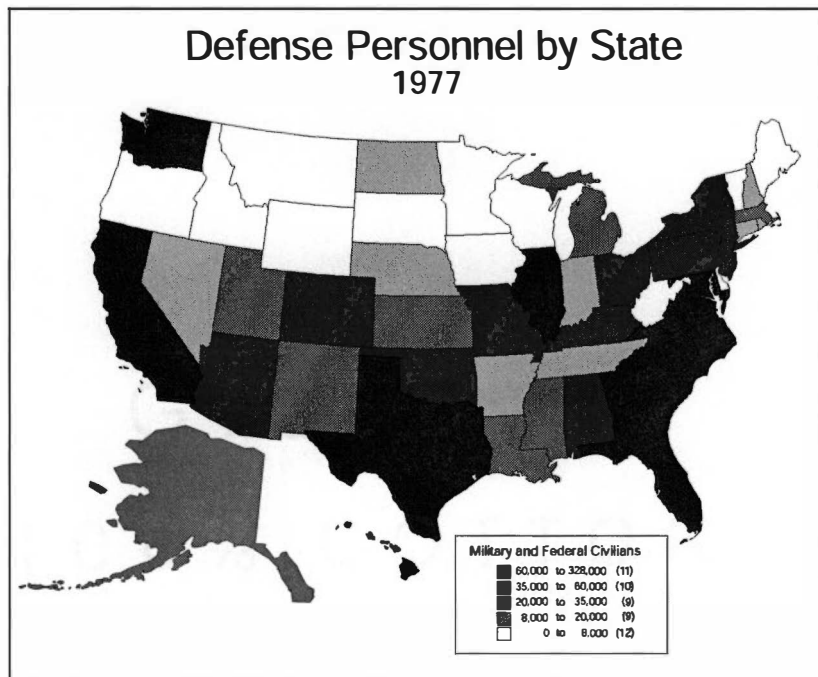 Defense Personnel by State
1977
Military and Federal Civilians
60,000 to 328,000 (11)
35,000 to 60,000 (10)
20,000 to 35,000 (9)
8,000 to 20,000 (9)
0 to 8.000 (12)